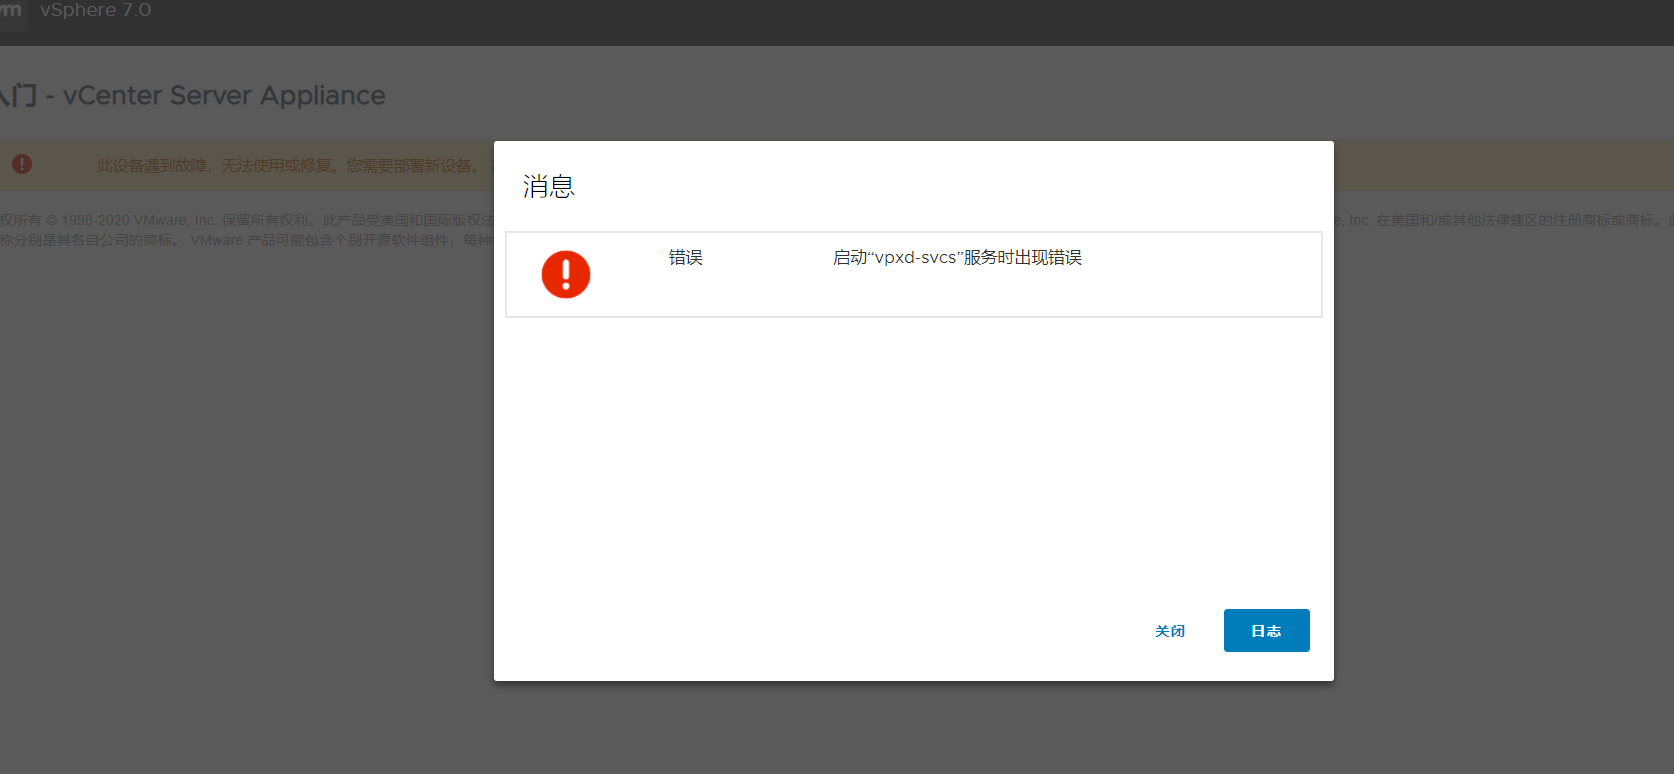 vm vSphere 7.0
入门 - vCenter Server Appliance
此设备遇到故障，无法使用或修复。您需要部署新设备。
消息
权所有 © 1998-2020 VMware, Inc. 保留所有权利。此产品受美国和国际版权法
e, Inc. 在美国和/或其他法律辖区的注册商标或商标。
称分别是其各自公司的商标。 VMware 产品可能包含个别开源软件组件，每种
错误 启动“vpxd-svcs”服务时出现错误
关闭 日志